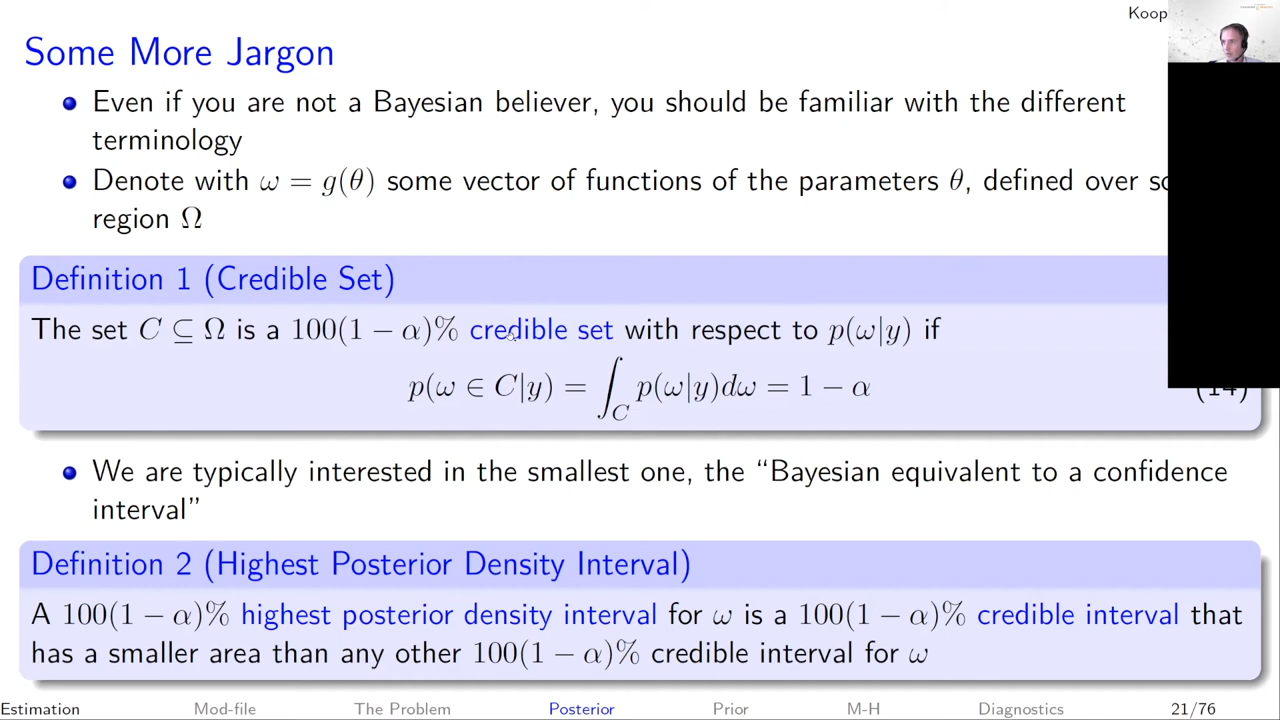 Koop
Some More Jargon
Even if you are not a Bayesian believer, you should be familiar with the different
terminology
Denote with ω = g(θ) some vector of functions of the parameters θ, defined over
region Ω
Definition 1 (Credible Set)
The set C ⊆ Ω is a 100(1 − α)% credible set with respect to p(ω|y) if
p(ω ∈ C|y) = ∫_C p(ω|y)dω = 1 − α (14)
We are typically interested in the smallest one, the “Bayesian equivalent to a confidence
interval”
Definition 2 (Highest Posterior Density Interval)
A 100(1 − α)% highest posterior density interval for ω is a 100(1 − α)% credible interval that
has a smaller area than any other 100(1 − α)% credible interval for ω
Estimation Mod-file The Problem Posterior Prior M-H Diagnostics 21/76